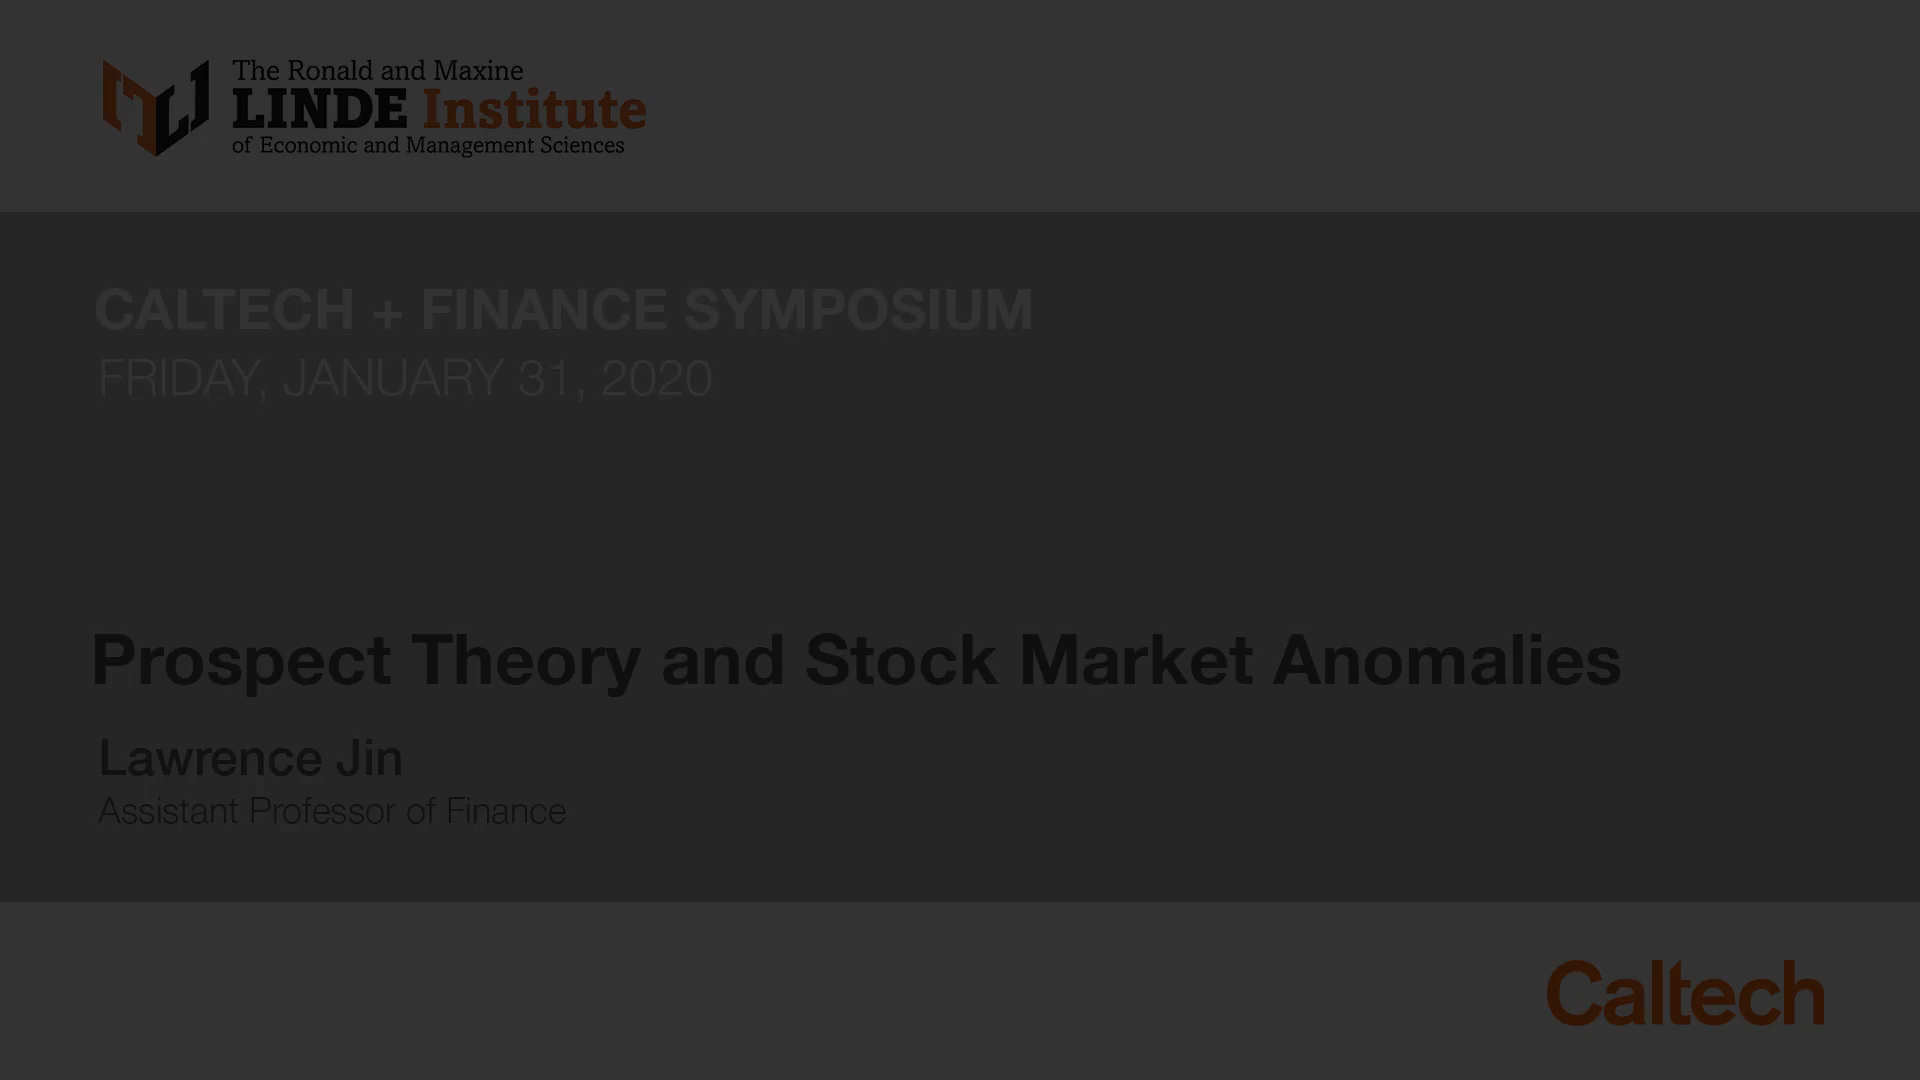 The Ronald and Maxine
LINDE Institute
of Economic and Management Sciences
CALTECH + FINANCE SYMPOSIUM
FRIDAY, JANUARY 31, 2020
Prospect Theory and Stock Market Anomalies
Lawrence Jin
Assistant Professor of Finance
Caltech